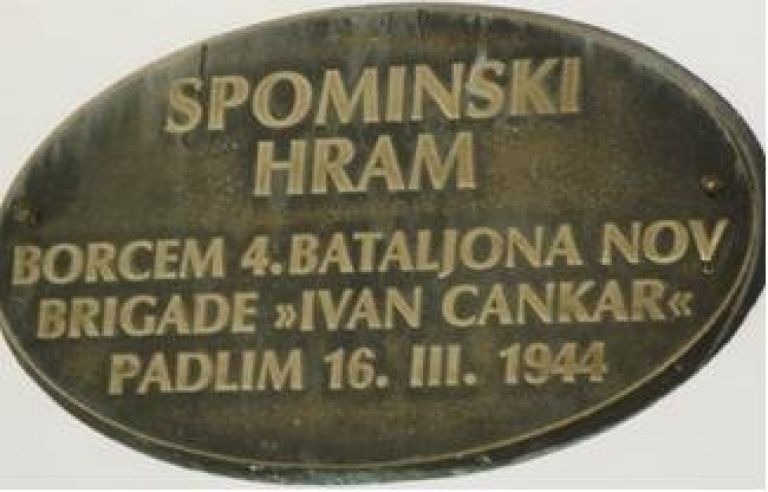 SPOMINSKI
HRAM
BORCEM 4. BATALJONA NOV
BRIGADE »IVAN CANKAR«
PADLIM 16. III. 1944